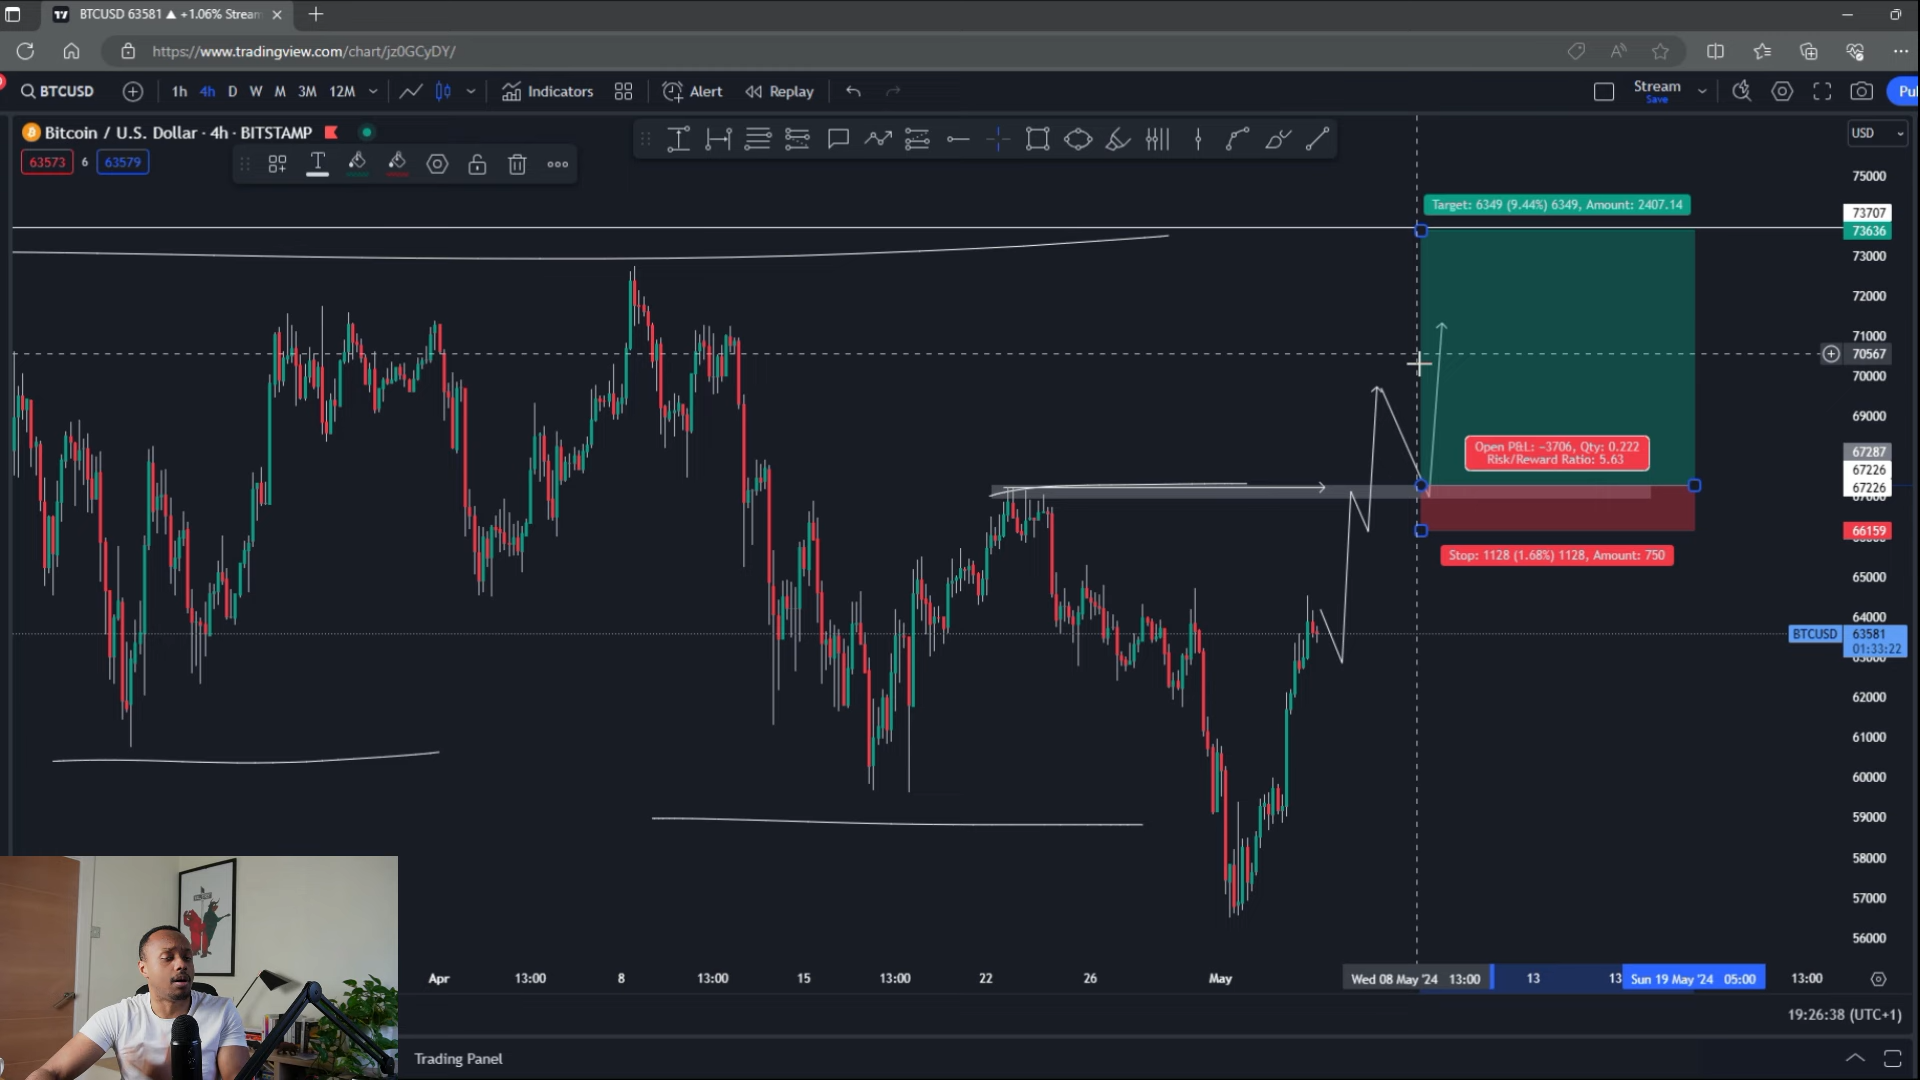 BTCUSD 63581 ▲ +1.06% Stream
https://www.tradingview.com/chart/jz0GCyDY/
BTCUSD
1h 4h D W M 3M 12M
Indicators
Alert
Replay
Stream
Save
Pul
Bitcoin / U.S. Dollar · 4h · BITSTAMP
63573 6 63579
USD
75000
Target: 6349 (9.44%) 6349, Amount: 2407.14
73707
73636
73000
72000
71000
70567
70000
69000
Open P&L: −3706, Qty: 0.222
Risk/Reward Ratio: 5.63
67287
67226
67226
66159
Stop: 1128 (1.68%) 1128, Amount: 750
65000
64000
BTCUSD 63581
01:33:22
62000
61000
60000
59000
58000
57000
56000
Apr 13:00 8 13:00 15 13:00 22 26 May Wed 08 May '24 13:00 13 13 Sun 19 May '24 05:00 13:00
19:26:38 (UTC+1)
Trading Panel